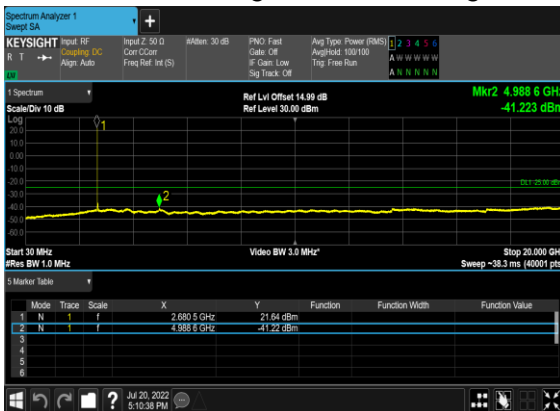 Spectrum Analyzer 1
Swept SA
+
KEYSIGHT Input: RF Input Z: 50 Ω #Atten: 30 dB PNO: Fast Avg Type: Power (RMS) 1 2 3 4 5 6
R T Coupling: DC Corr CCorr Gate: Off Avg|Hold: 100/100 A W W W W W
Align: Auto Freq Ref: Int (S) IF Gain: Low Trig: Free Run
Sig Track: Off A N N N N N
1 Spectrum Ref Lvl Offset 14.99 dB Mkr2 4.988 6 GHz
Scale/Div 10 dB Ref Level 30.00 dBm -41.223 dBm
Log
1
20.0
10.0
0.00
-10.0
-20.0 DL1 -25.00 dBm
-30.0
2
-40.0
-50.0
-60.0
Start 30 MHz Video BW 3.0 MHz* Stop 20.000 GH
#Res BW 1.0 MHz Sweep ~38.3 ms (40001 pts
5 Marker Table
Mode Trace Scale X Y Function Function Width Function Value
1 N 1 f 2.680 5 GHz 21.64 dBm
2 N 1 f 4.988 6 GHz -41.22 dBm
3
4
5
6
? Jul 20, 2022
5:10:38 PM